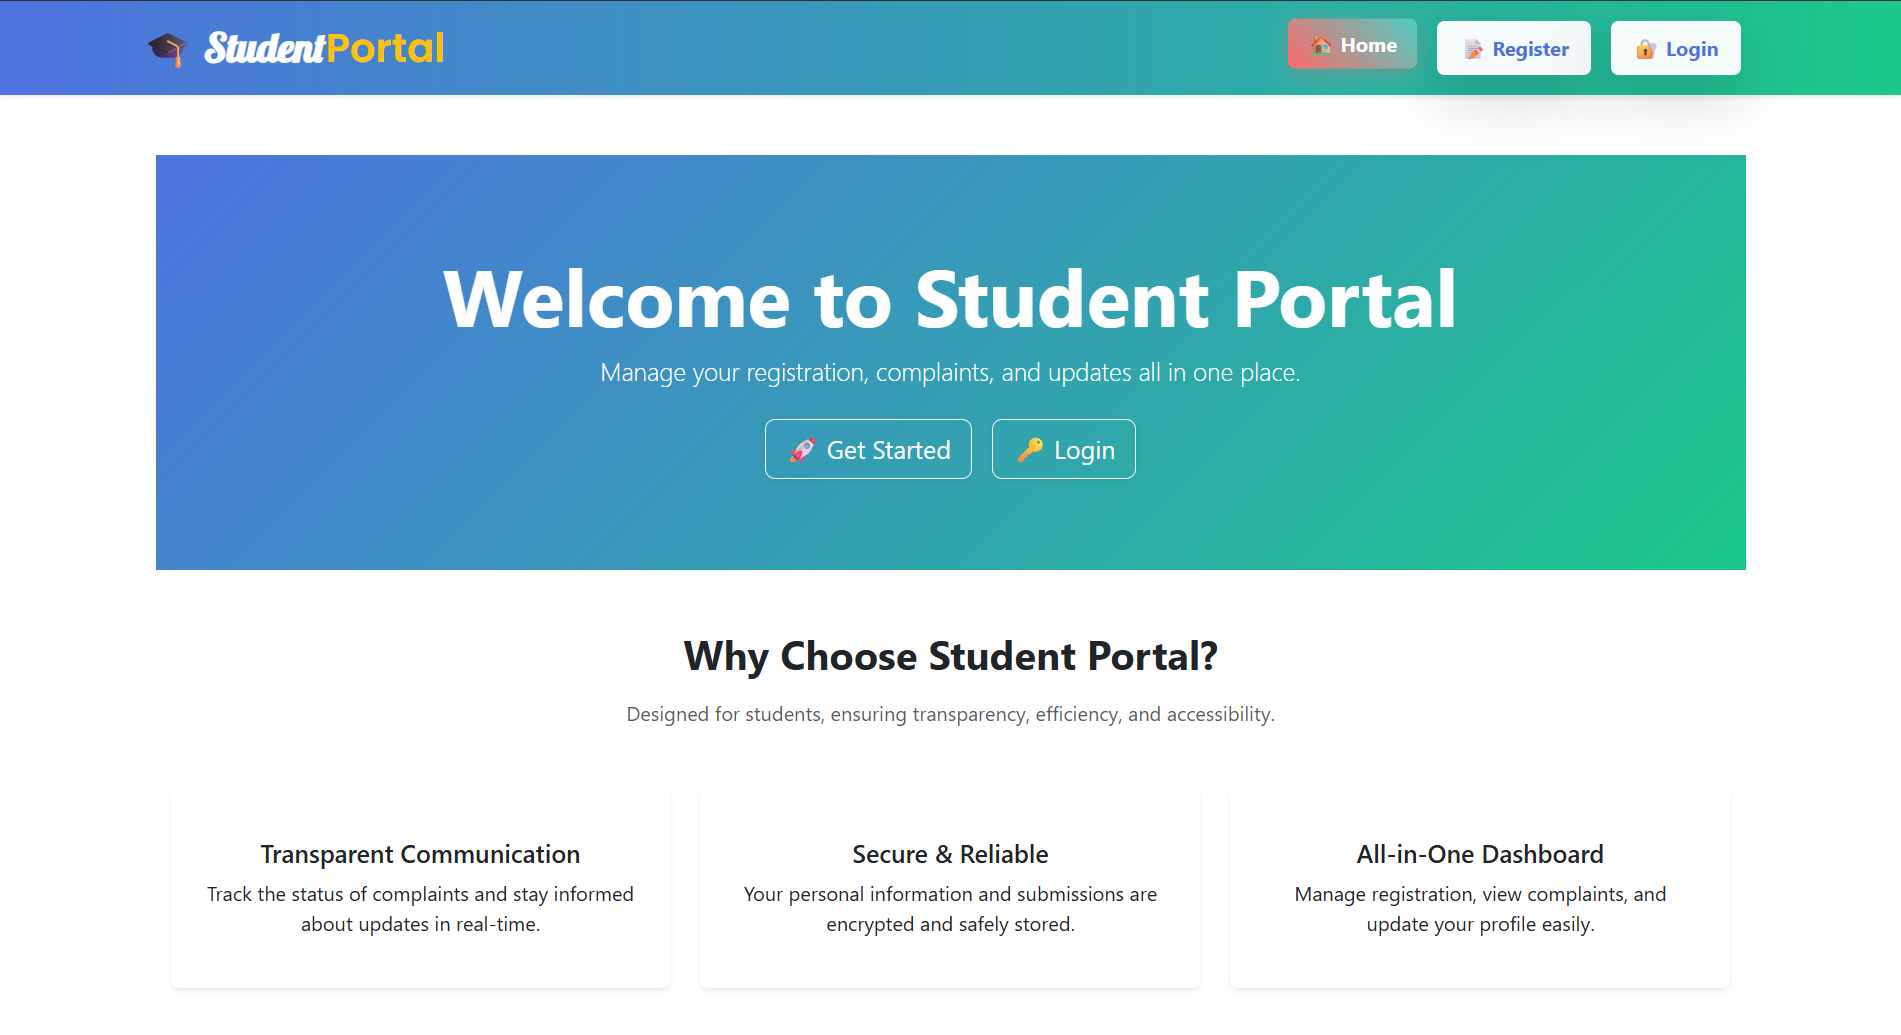 StudentPortal
Home
Register
Login
Welcome to Student Portal
Manage your registration, complaints, and updates all in one place.
Get Started
Login
Why Choose Student Portal?
Designed for students, ensuring transparency, efficiency, and accessibility.
Transparent Communication
Track the status of complaints and stay informed
about updates in real-time.
Secure & Reliable
Your personal information and submissions are
encrypted and safely stored.
All-in-One Dashboard
Manage registration, view complaints, and
update your profile easily.